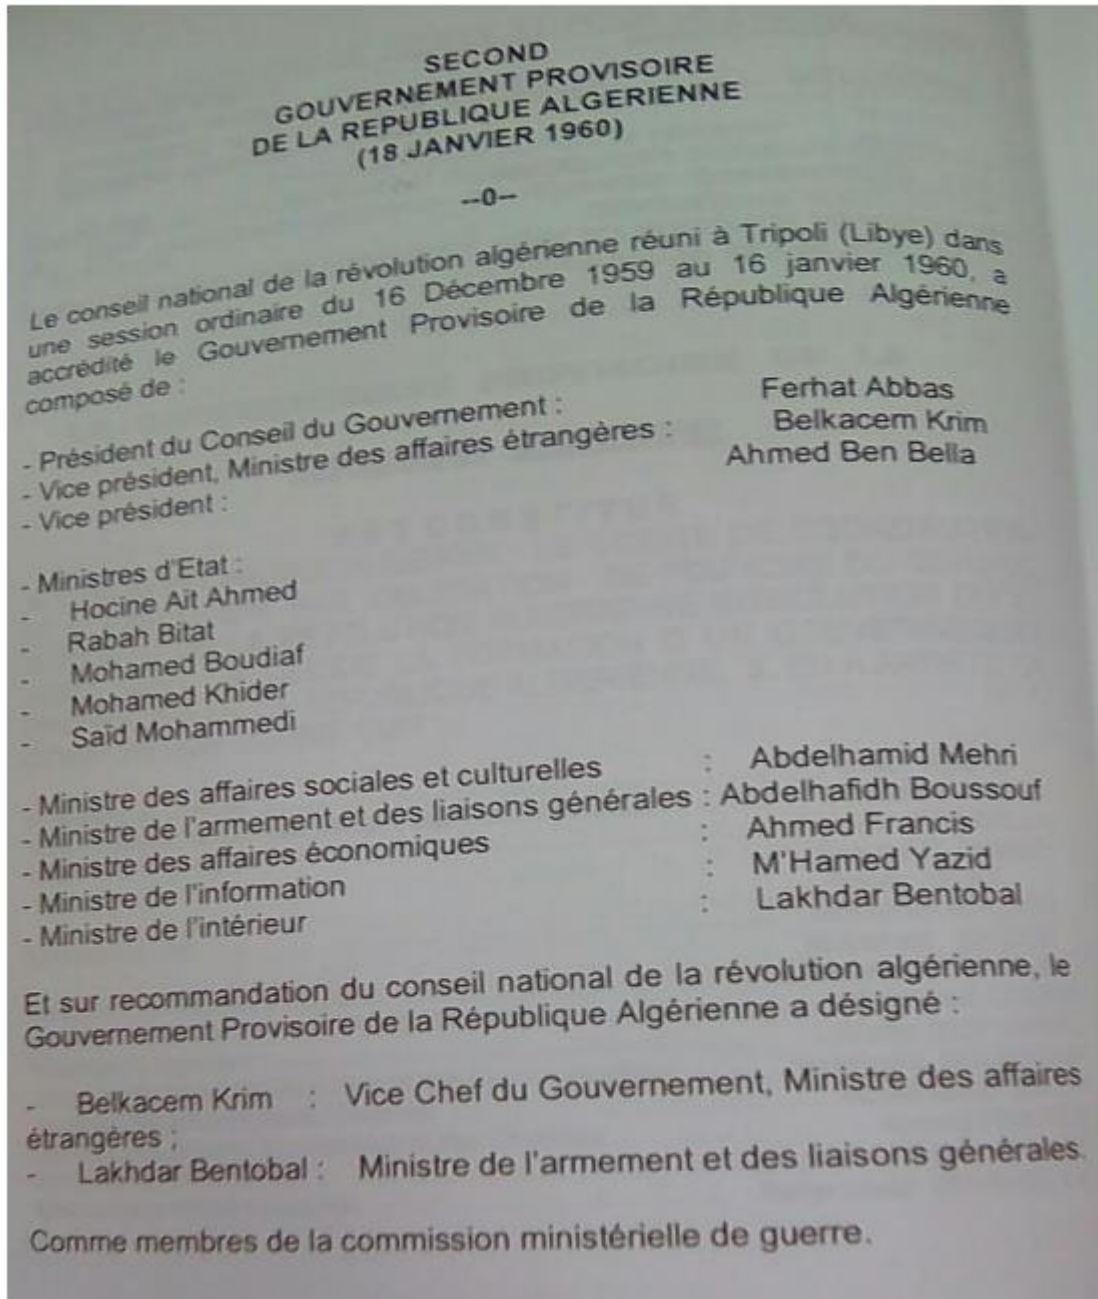 SECOND
GOUVERNEMENT PROVISOIRE
DE LA REPUBLIQUE ALGERIENNE
(18 JANVIER 1960)
--0--
Le conseil national de la révolution algérienne réuni à Tripoli (Libye) dans
une session ordinaire du 16 Décembre 1959 au 16 janvier 1960, a
accrédité le Gouvernement Provisoire de la République Algérienne
composé de :
- Président du Conseil du Gouvernement : Ferhat Abbas
- Vice président, Ministre des affaires étrangères : Belkacem Krim
- Vice président : Ahmed Ben Bella
- Ministres d'Etat :
- Hocine Ait Ahmed
- Rabah Bitat
- Mohamed Boudiaf
- Mohamed Khider
- Saïd Mohammedi
- Ministre des affaires sociales et culturelles : Abdelhamid Mehri
- Ministre de l'armement et des liaisons générales : Abdelhafidh Boussouf
- Ministre des affaires économiques : Ahmed Francis
- Ministre de l'information : M'Hamed Yazid
- Ministre de l'intérieur : Lakhdar Bentobal
Et sur recommandation du conseil national de la révolution algérienne, le
Gouvernement Provisoire de la République Algérienne a désigné :
- Belkacem Krim : Vice Chef du Gouvernement, Ministre des affaires
étrangères ;
- Lakhdar Bentobal : Ministre de l'armement et des liaisons générales.
Comme membres de la commission ministérielle de guerre.